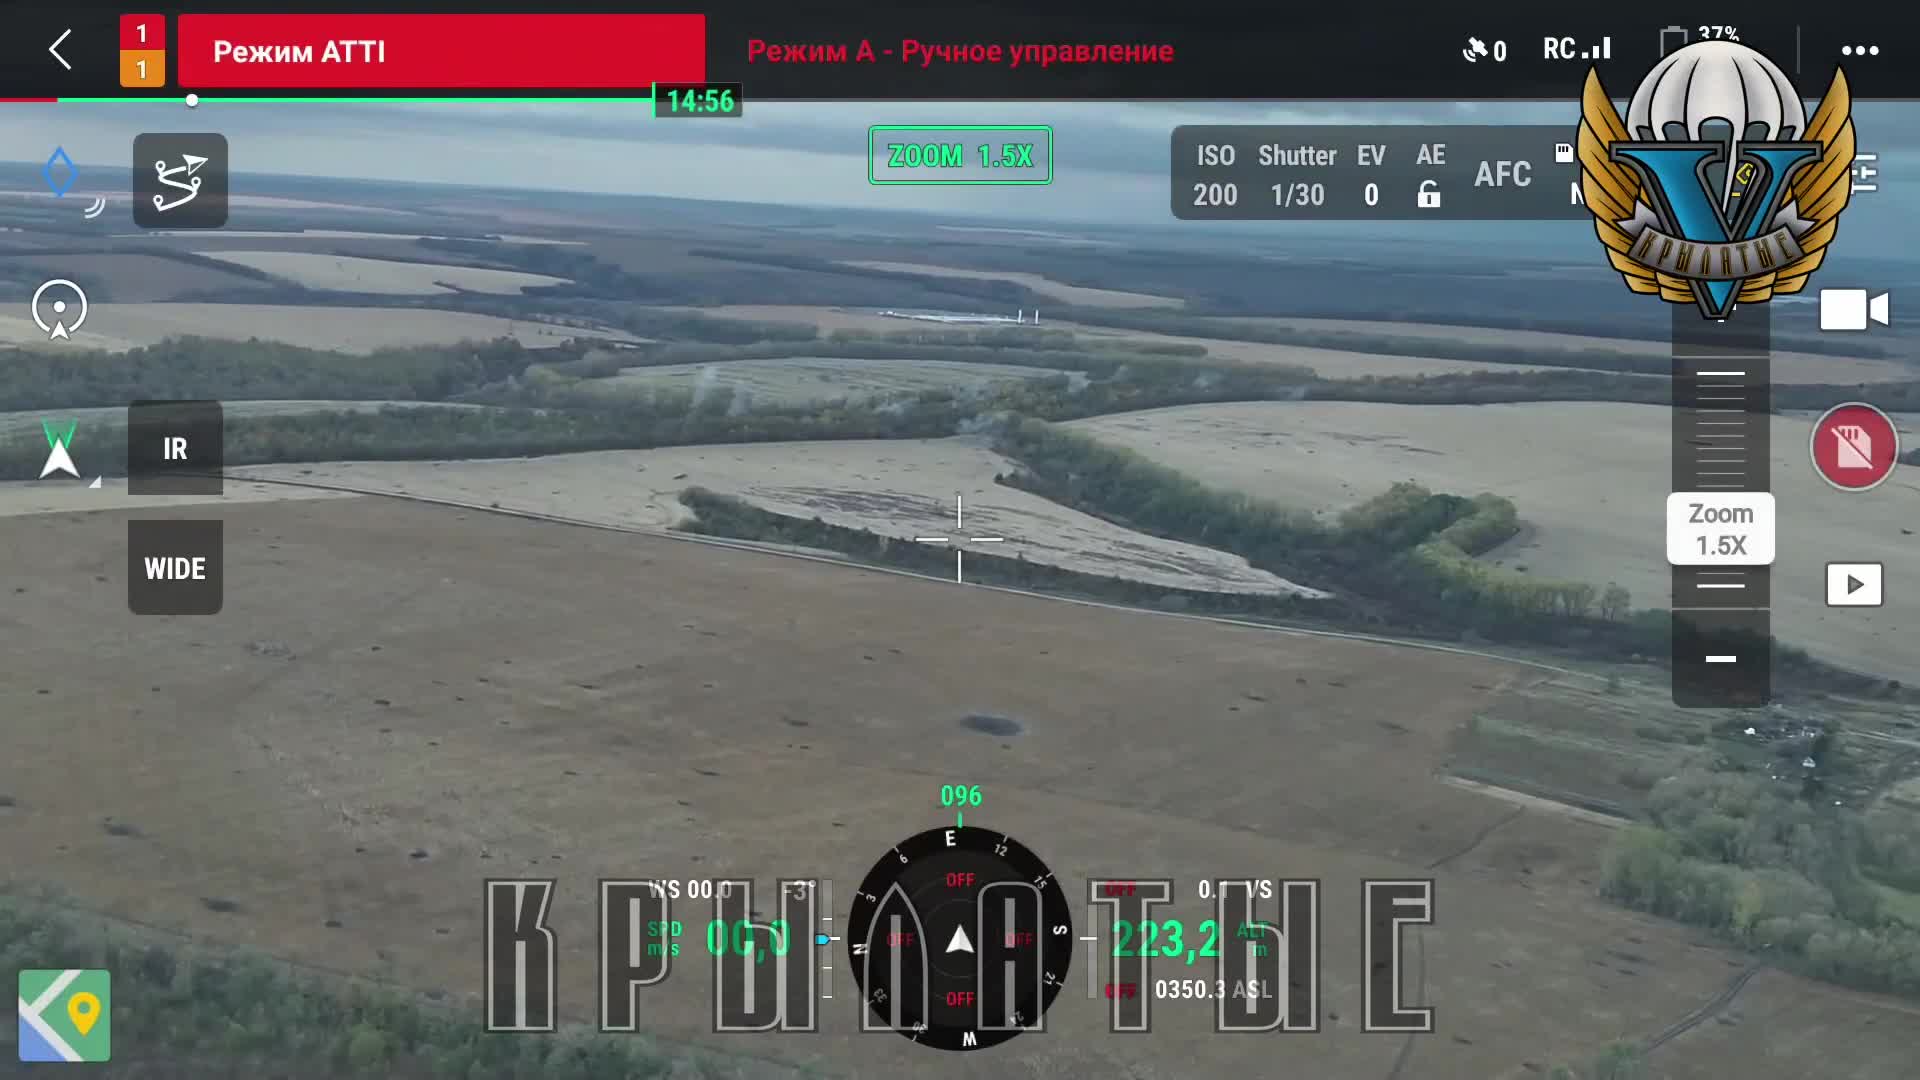 1
1
Режим ATTI
Режим A - Ручное управление
0
RC
37%
14:56
ZOOM 1.5X
ISO
200
Shutter
1/30
EV
0
AE
AFC
КРЫЛАТЫЕ
IR
WIDE
Zoom
1.5X
096
E
12
15
S
21
24
W
30
33
N
3
6
OFF
OFF
OFF
OFF
WS 00.0
-3°
SPD
m/s
00,0
OFF
0.1 VS
223,2
ALT
m
OFF
0350.3 ASL
КРЫЛАТЫЕ